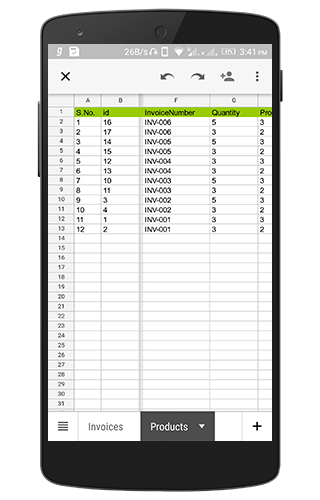 26B/s 3:41 PM
A B F G
1 S.No. id InvoiceNumber Quantity Pro
2 1 16 INV-006 5 3
3 2 17 INV-006 3 2
4 3 14 INV-005 5 3
5 4 15 INV-005 3 2
6 5 12 INV-004 3 3
7 6 13 INV-004 3 2
8 7 10 INV-003 5 3
9 8 11 INV-003 3 2
10 9 3 INV-002 5 3
11 10 4 INV-002 3 2
12 11 1 INV-001 3 3
13 12 2 INV-001 3 2
14
15
16
17
18
19
20
21
22
23
24
25
26
27
28
29
30
31
Invoices Products +